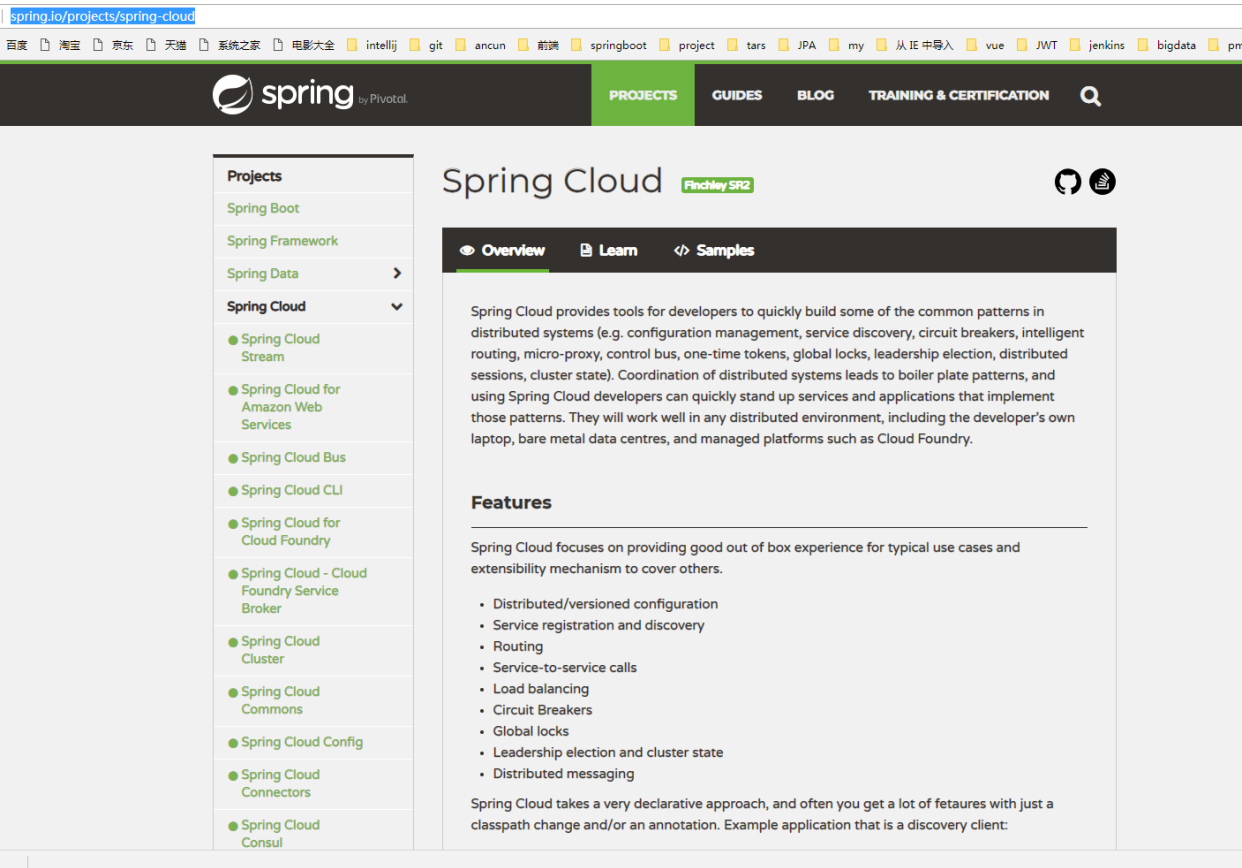 spring.io/projects/spring-cloud
百度 淘宝 京东 天猫 系统之家 电影大全 intellij git ancun 前端 springboot project tars JPA my 从 IE 中导入 vue JWT jenkins bigdata pm
spring by Pivotal. PROJECTS GUIDES BLOG TRAINING & CERTIFICATION
Projects
Spring Boot
Spring Framework
Spring Data
Spring Cloud
Spring Cloud
Stream
Spring Cloud for
Amazon Web
Services
Spring Cloud Bus
Spring Cloud CLI
Spring Cloud for
Cloud Foundry
Spring Cloud - Cloud
Foundry Service
Broker
Spring Cloud
Cluster
Spring Cloud
Commons
Spring Cloud Config
Spring Cloud
Connectors
Spring Cloud
Consul
Spring Cloud Finchley SR2
Overview Learn Samples
Spring Cloud provides tools for developers to quickly build some of the common patterns in
distributed systems (e.g. configuration management, service discovery, circuit breakers, intelligent
routing, micro-proxy, control bus, one-time tokens, global locks, leadership election, distributed
sessions, cluster state). Coordination of distributed systems leads to boiler plate patterns, and
using Spring Cloud developers can quickly stand up services and applications that implement
those patterns. They will work well in any distributed environment, including the developer's own
laptop, bare metal data centres, and managed platforms such as Cloud Foundry.
Features
Spring Cloud focuses on providing good out of box experience for typical use cases and
extensibility mechanism to cover others.
• Distributed/versioned configuration
• Service registration and discovery
• Routing
• Service-to-service calls
• Load balancing
• Circuit Breakers
• Global locks
• Leadership election and cluster state
• Distributed messaging
Spring Cloud takes a very declarative approach, and often you get a lot of fetaures with just a
classpath change and/or an annotation. Example application that is a discovery client: